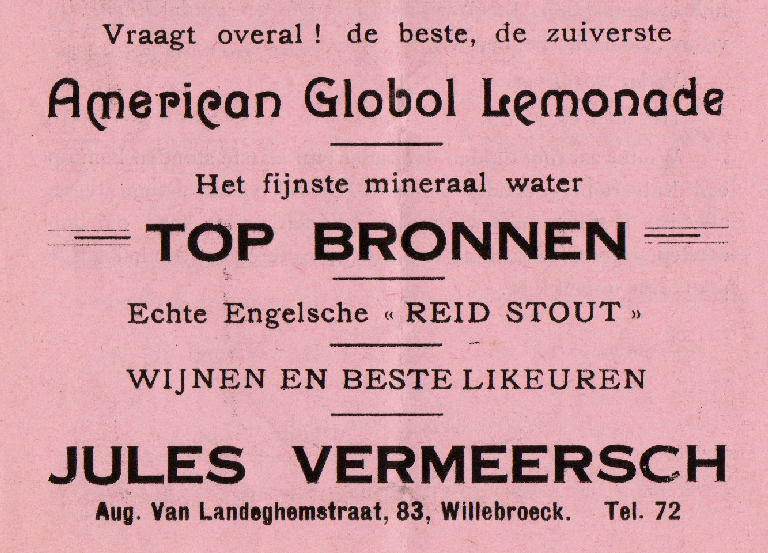 Vraagt overal ! de beste, de zuiverste
American Globol Lemonade
Het fijnste mineraal water
TOP BRONNEN
Echte Engelsche « REID STOUT »
WIJNEN EN BESTE LIKEUREN
JULES VERMEERSCH
Aug. Van Landeghemstraat, 83, Willebroeck. Tel. 72